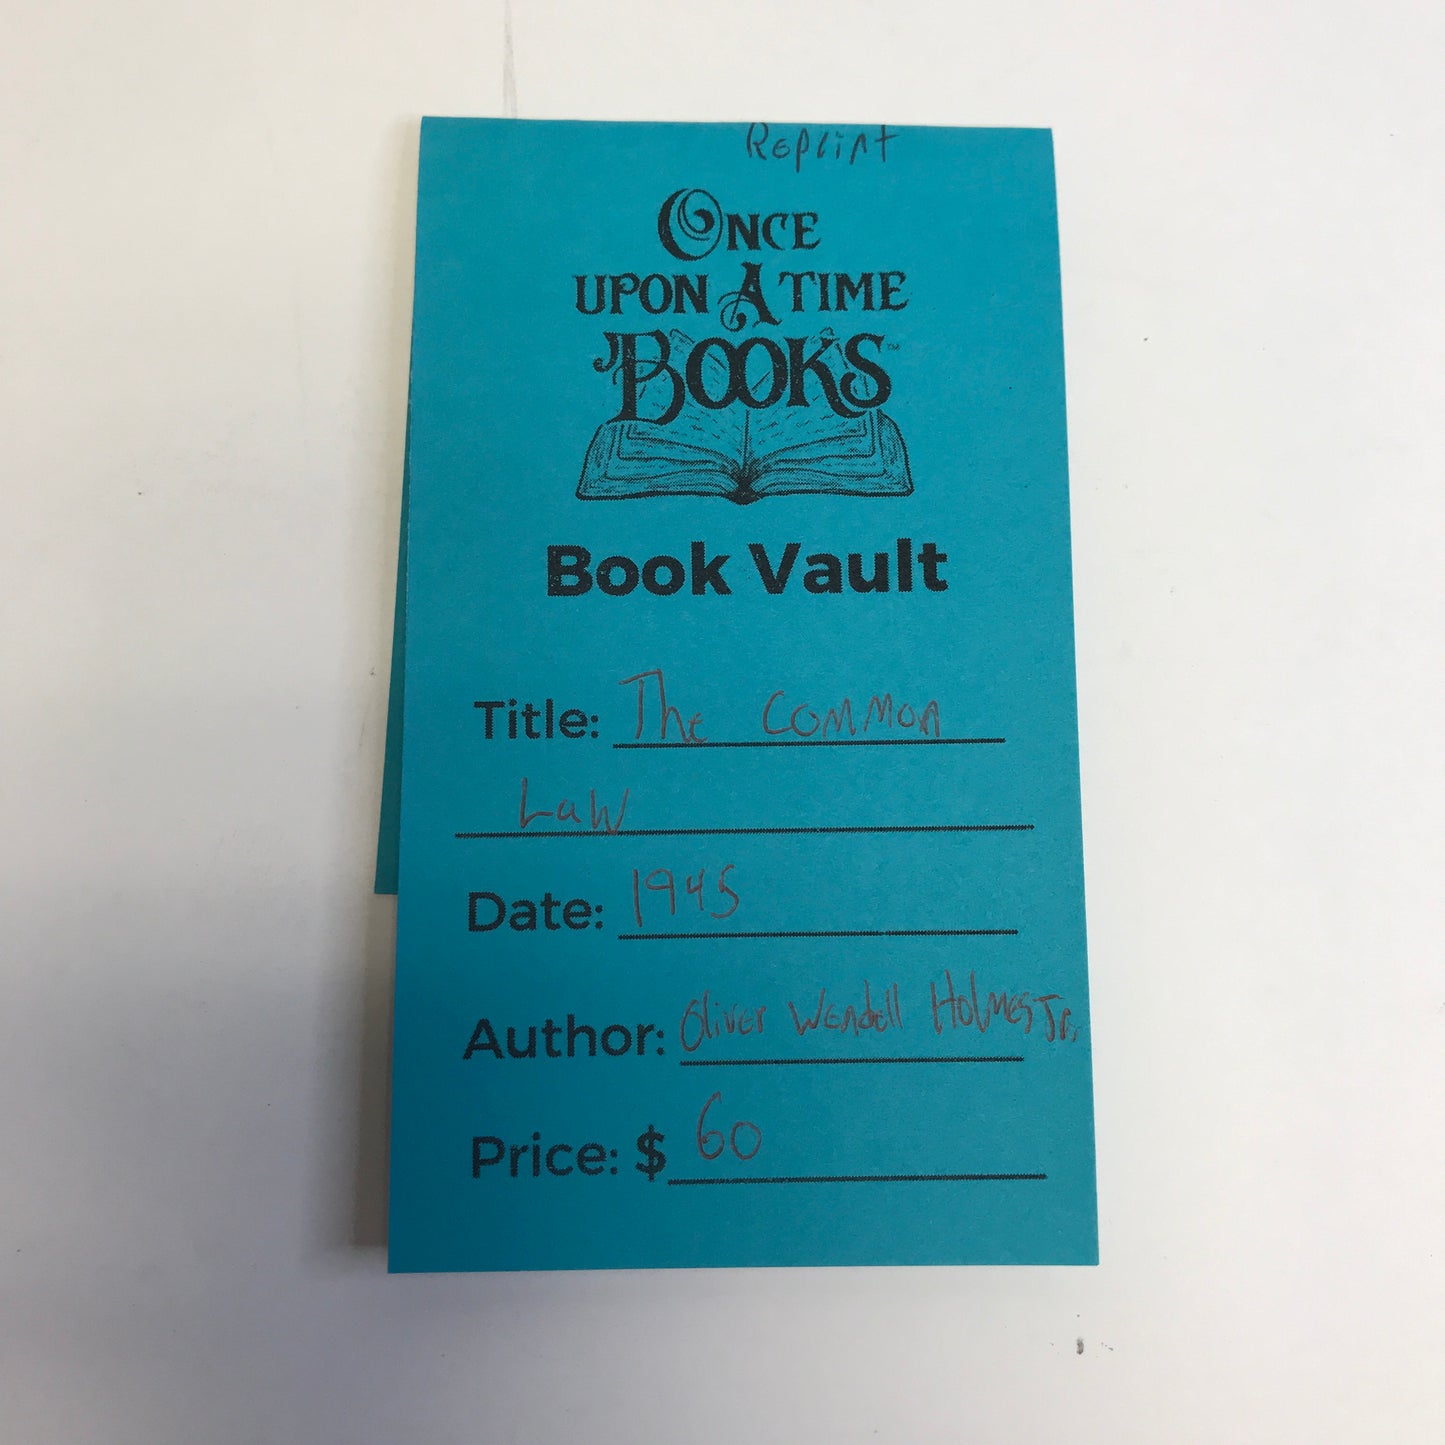 Reprint
ONCE
UPON A TIME
BOOKS™
Book Vault
Title: The Common
Law
Date: 1945
Author: Oliver Wendell Holmes Jr.
Price: $ 60